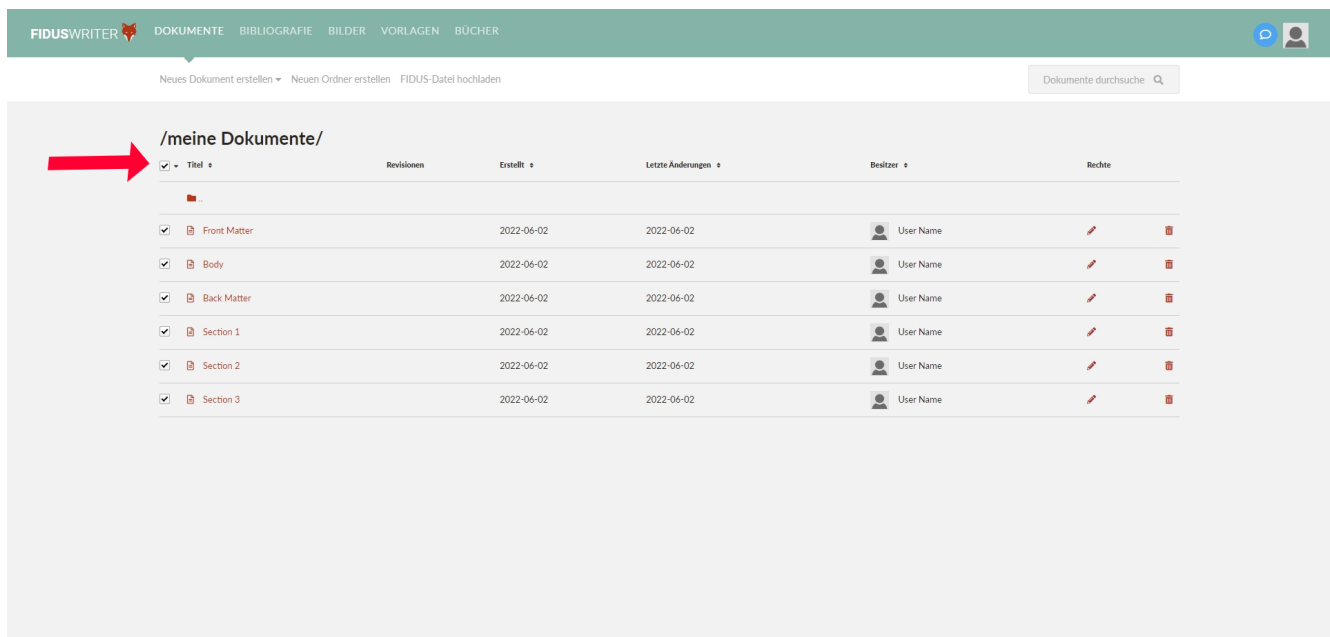 FIDUSWRITER DOKUMENTE BIBLIOGRAFIE BILDER VORLAGEN BÜCHER
Neues Dokument erstellen Neuen Ordner erstellen FIDUS-Datei hochladen Dokumente durchsuche
/meine Dokumente/
Titel Revisionen Erstellt Letzte Änderungen Besitzer Rechte
..
Front Matter 2022-06-02 2022-06-02 User Name
Body 2022-06-02 2022-06-02 User Name
Back Matter 2022-06-02 2022-06-02 User Name
Section 1 2022-06-02 2022-06-02 User Name
Section 2 2022-06-02 2022-06-02 User Name
Section 3 2022-06-02 2022-06-02 User Name